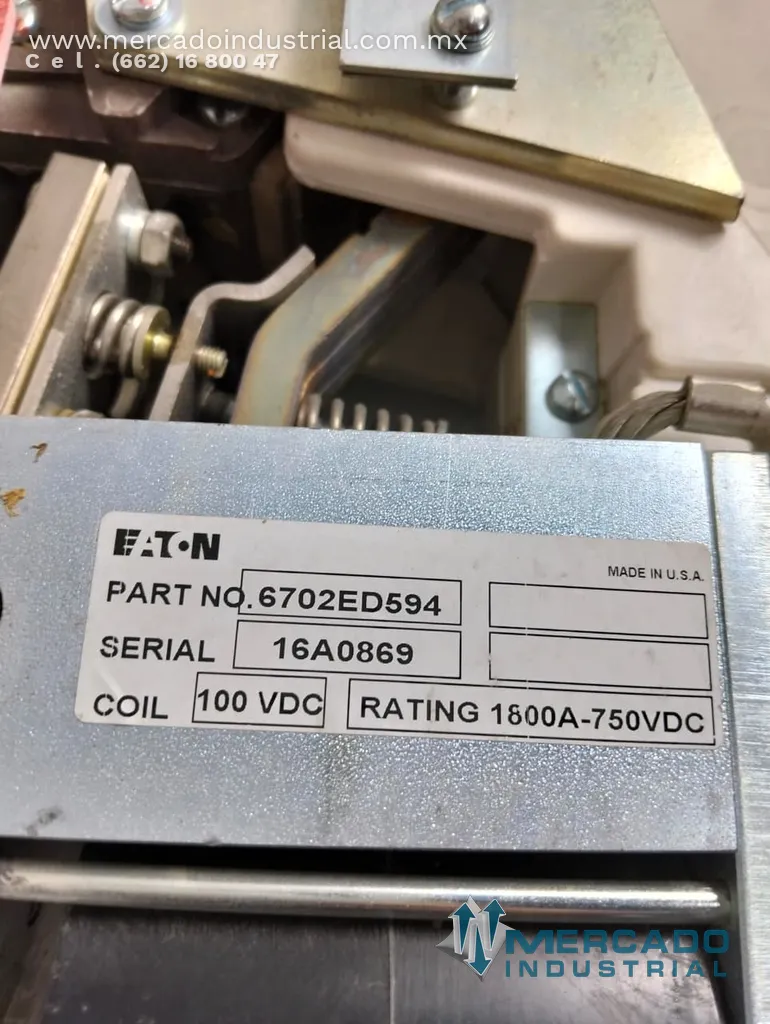 www.mercadoindustrial.com.mx
Cel. (662) 16 800 47
EATON
MADE IN U.S.A.
PART NO. 6702ED594
SERIAL 16A0869
COIL 100 VDC RATING 1800A-750VDC
MERCADO
INDUSTRIAL